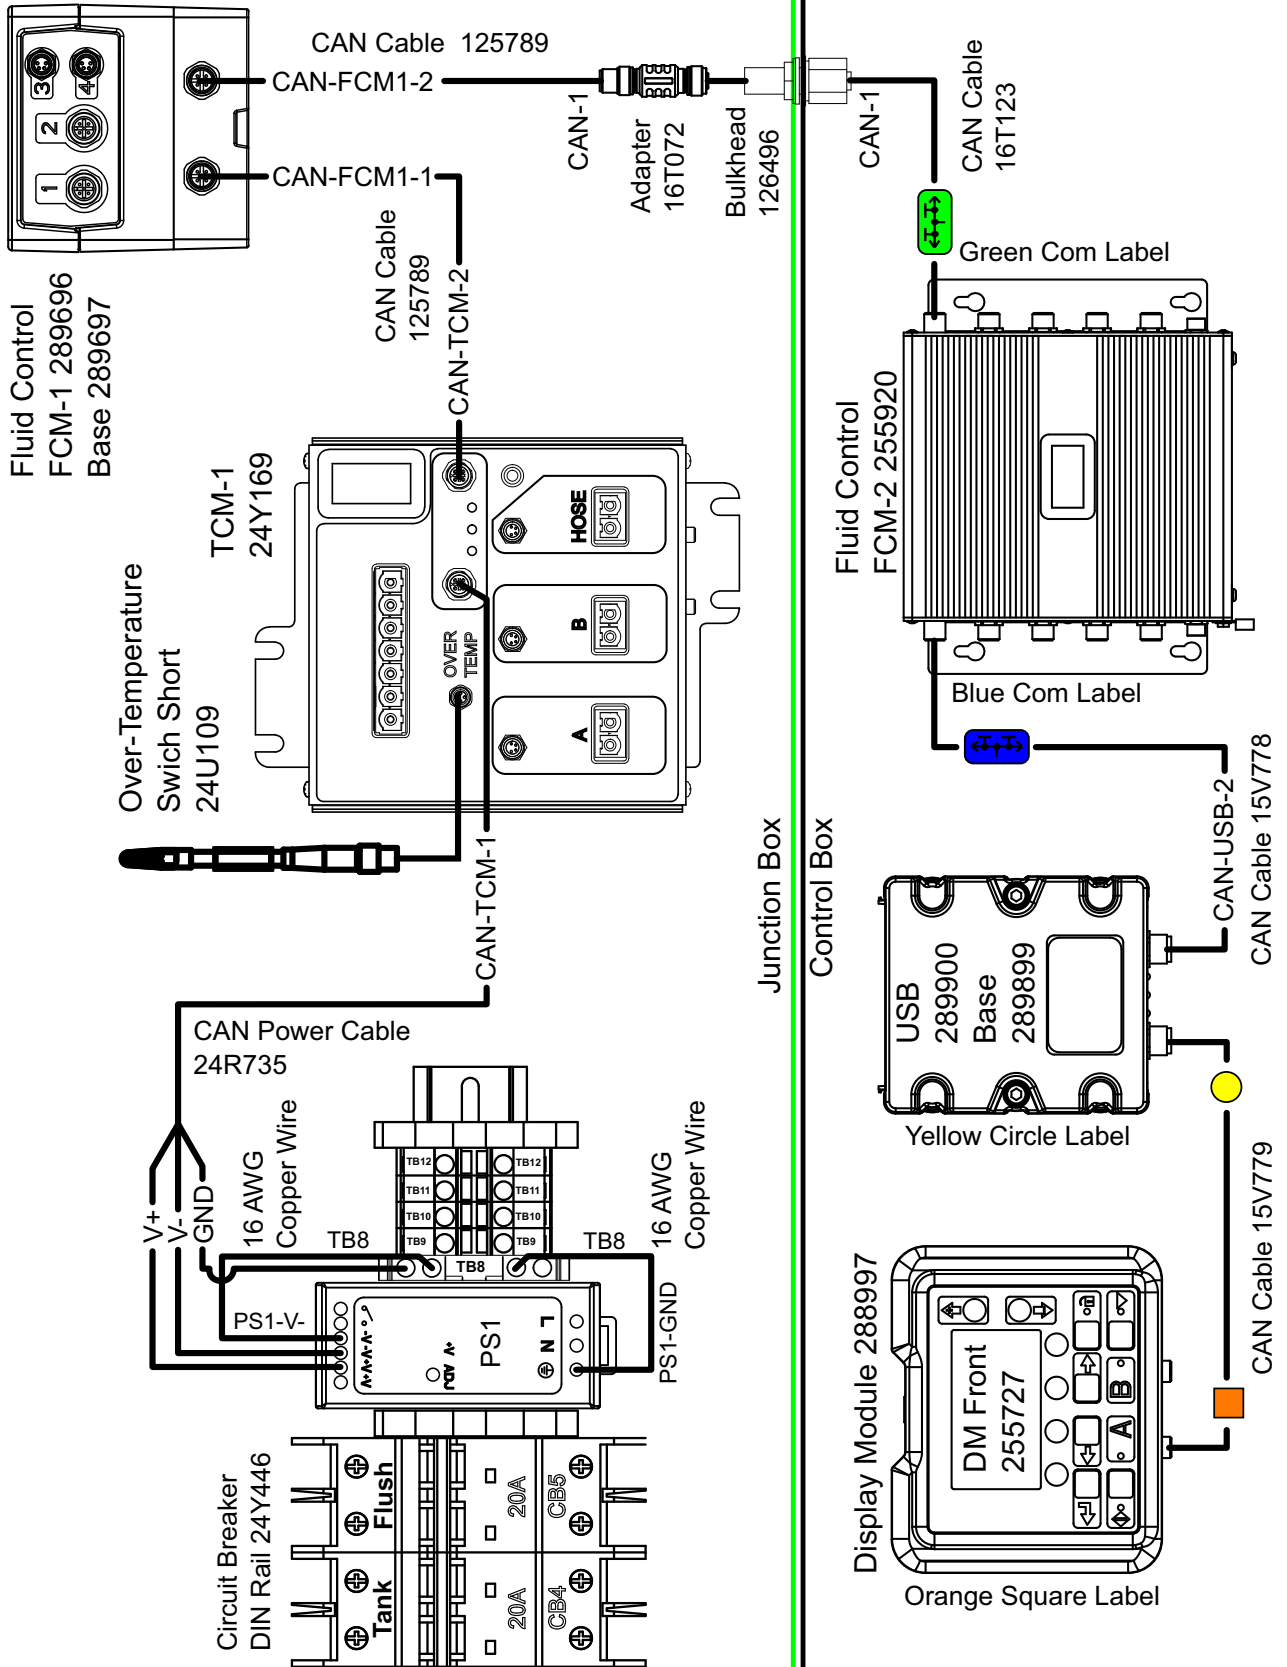 CAN Cable 125789
CAN-FCM1-2
CAN-FCM1-1
3
4
2
1
Fluid Control
FCM-1 289696
Base 289697
CAN-1
Adapter
16T072
Bulkhead
126496
CAN-1
CAN Cable
16T123
CAN Cable
125789
CAN-TCM-2
Green Com Label
Fluid Control
FCM-2 255920
Blue Com Label
TCM-1
24Y169
HOSE
B
A
OVER
TEMP
Over-Temperature
Swich Short
24U109
CAN-TCM-1
Junction Box
Control Box
CAN-USB-2
CAN Cable 15V778
USB
289900
Base
289899
Yellow Circle Label
CAN Power Cable
24R735
V+
V-
GND
16 AWG
Copper Wire
TB12
TB11
TB10
TB9
TB12
TB11
TB10
TB9
TB8
TB8
TB8
16 AWG
Copper Wire
PS1-V-
PS1-GND
+V+V-V-
+V ADJ
PS1
L
N
CAN Cable 15V779
Display Module 288997
DM Front
255727
A
B
Orange Square Label
Circuit Breaker
DIN Rail 24Y446
Flush
20A
CB5
Tank
20A
CB4